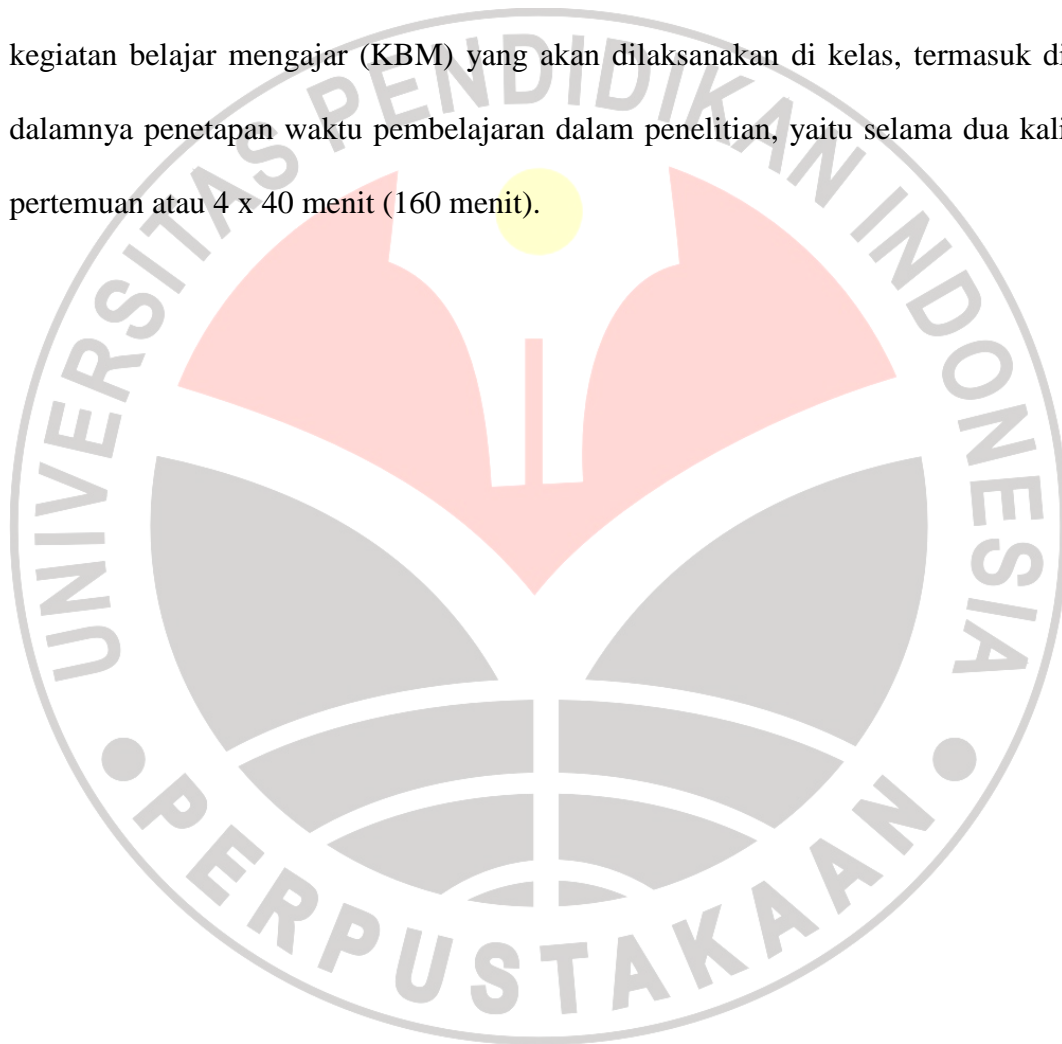 kegiatan belajar mengajar (KBM) yang akan dilaksanakan di kelas, termasuk di
dalamnya penetapan waktu pembelajaran dalam penelitian, yaitu selama dua kali
pertemuan atau 4 x 40 menit (160 menit).
UNIVERSITAS PENDIDIKAN INDONESIA
PERPUSTAKAAN